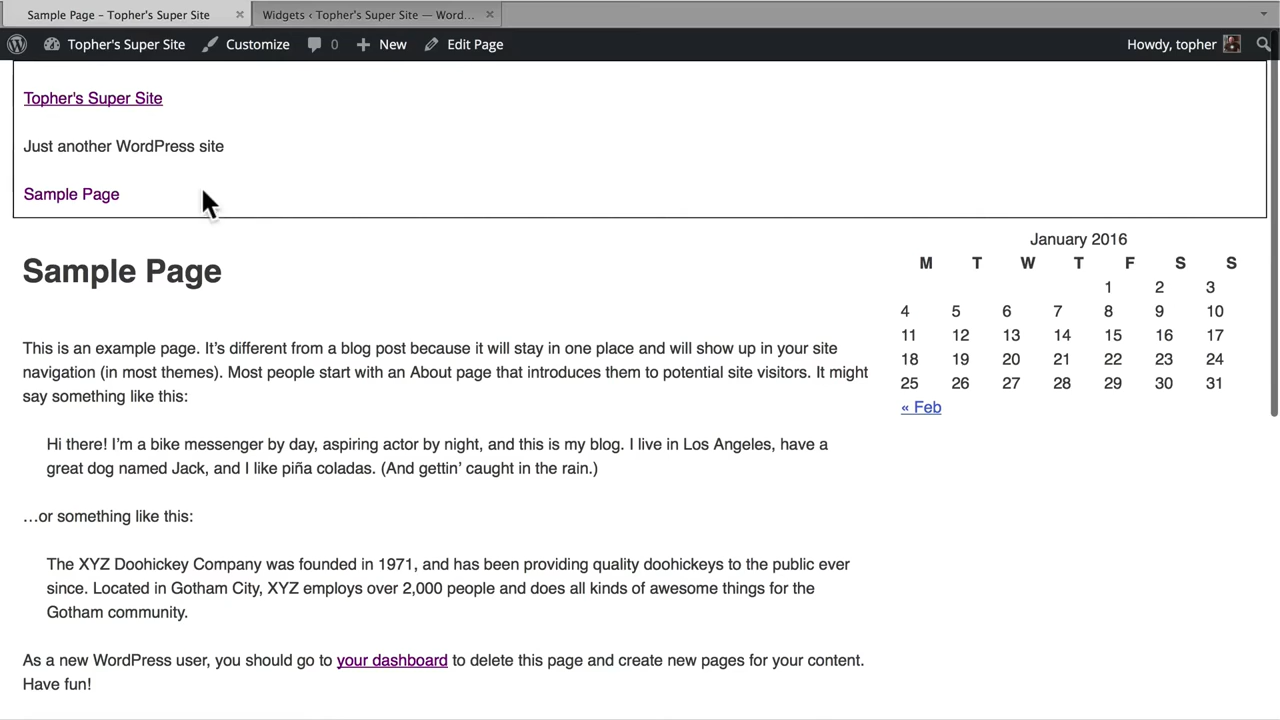 Sample Page – Topher's Super Site
Widgets ‹ Topher's Super Site — Word...
Topher's Super Site Customize 0 New Edit Page Howdy, topher
Topher's Super Site
Just another WordPress site
Sample Page
Sample Page
This is an example page. It’s different from a blog post because it will stay in one place and will show up in your site
navigation (in most themes). Most people start with an About page that introduces them to potential site visitors. It might
say something like this:
Hi there! I’m a bike messenger by day, aspiring actor by night, and this is my blog. I live in Los Angeles, have a
great dog named Jack, and I like piña coladas. (And gettin’ caught in the rain.)
…or something like this:
The XYZ Doohickey Company was founded in 1971, and has been providing quality doohickeys to the public ever
since. Located in Gotham City, XYZ employs over 2,000 people and does all kinds of awesome things for the
Gotham community.
As a new WordPress user, you should go to your dashboard to delete this page and create new pages for your content.
Have fun!
January 2016
M T W T F S S
1 2 3
4 5 6 7 8 9 10
11 12 13 14 15 16 17
18 19 20 21 22 23 24
25 26 27 28 29 30 31
« Feb